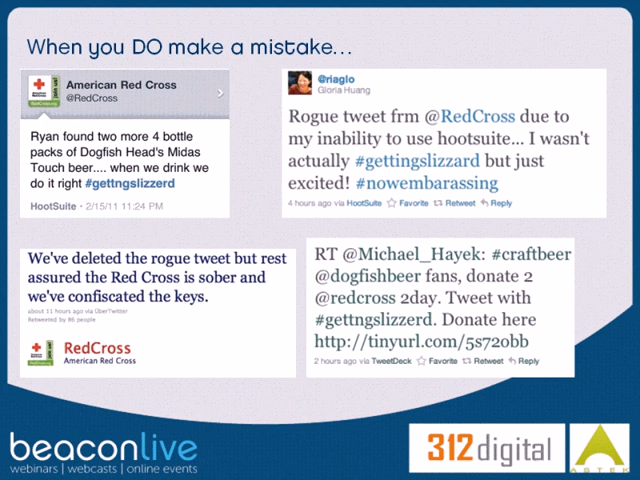 When you DO make a mistake...
American Red Cross
@RedCross
Ryan found two more 4 bottle
packs of Dogfish Head's Midas
Touch beer.... when we drink we
do it right #gettngslizzerd
HootSuite • 2/15/11 11:24 PM
@riaglo
Gloria Huang
Rogue tweet frm @RedCross due to
my inability to use hootsuite... I wasn't
actually #gettingslizzard but just
excited! #nowembarassing
4 hours ago via HootSuite Favorite Retweet Reply
We've deleted the rogue tweet but rest
assured the Red Cross is sober and
we've confiscated the keys.
about 11 hours ago via ÜberTwitter
Retweeted by 86 people
RedCross
American Red Cross
RT @Michael_Hayek: #craftbeer
@dogfishbeer fans, donate 2
@redcross 2day. Tweet with
#gettngslizzerd. Donate here
http://tinyurl.com/5s72obb
2 hours ago via TweetDeck Favorite Retweet Reply
beaconlive
webinars | webcasts | online events
312digital